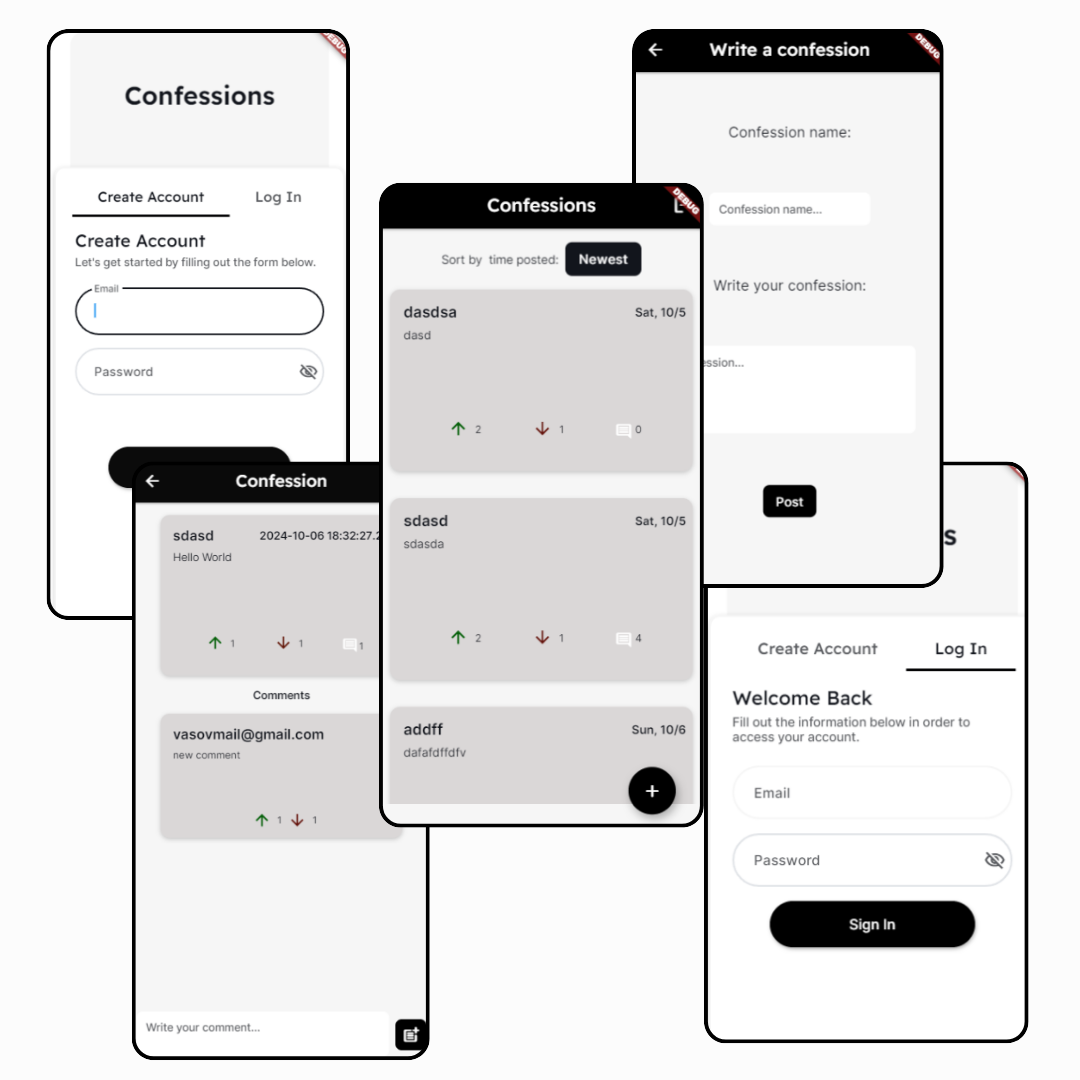 DEBUG
Confessions
Create Account Log In
Create Account
Let's get started by filling out the form below.
Email
Password
DEBUG
Write a confession
Confession name:
Confession name...
Write your confession:
ession...
Post
DEBUG
Confessions
Sort by time posted: Newest
dasdsa Sat, 10/5
dasd
2 1 0
sdasd Sat, 10/5
sdasda
2 1 4
addff Sun, 10/6
dafafdffdfv
+
Confession
sdasd 2024-10-06 18:32:27.2
Hello World
1 1 1
Comments
vasovmail@gmail.com
new comment
1 1
Write your comment...
s
Create Account Log In
Welcome Back
Fill out the information below in order to
access your account.
Email
Password
Sign In